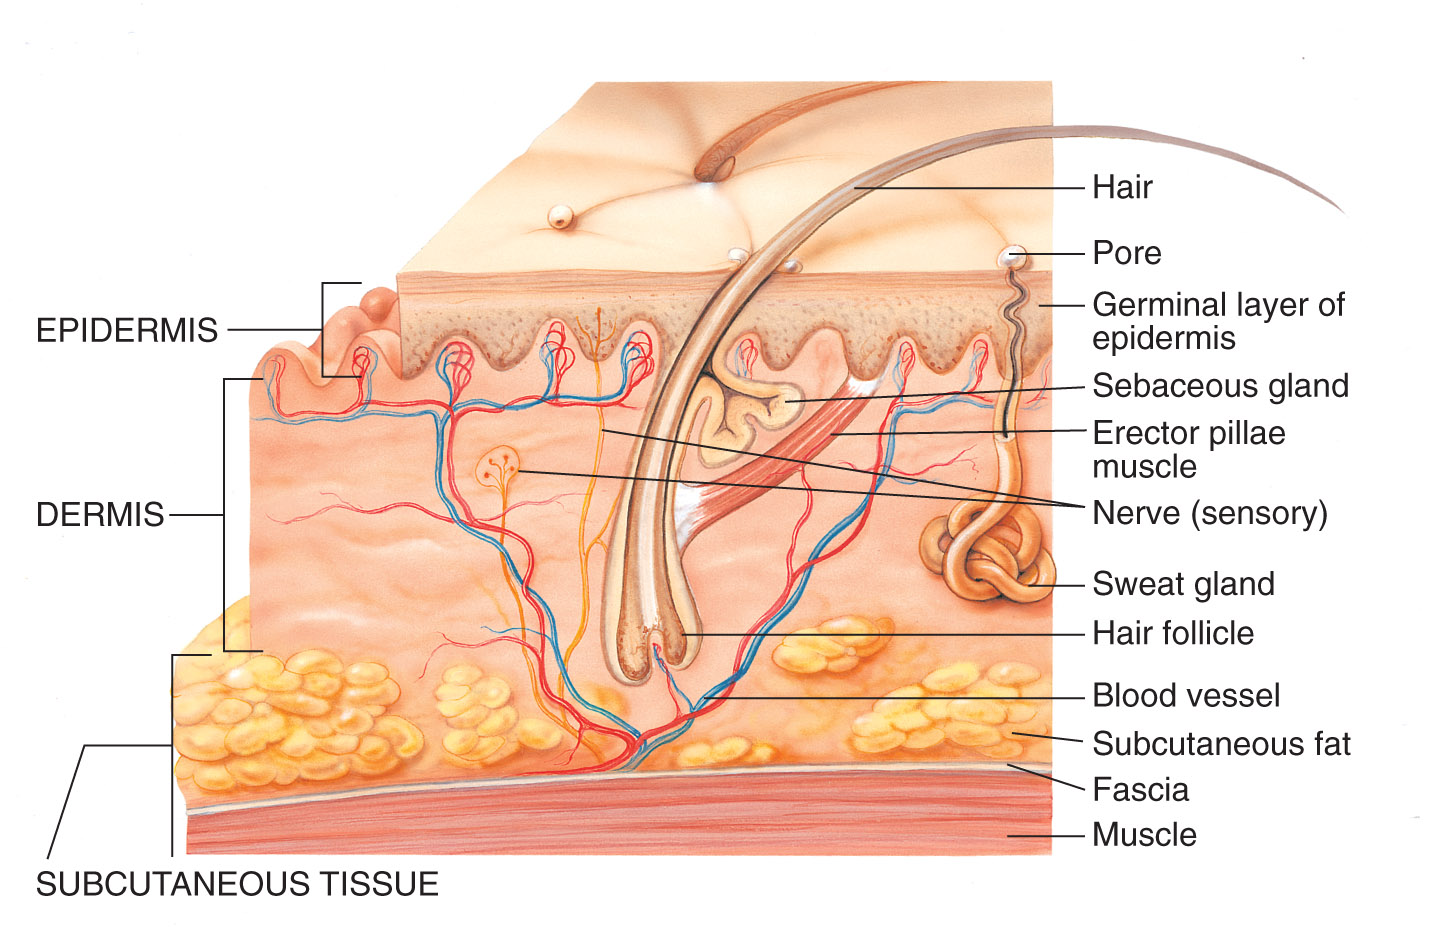 EPIDERMIS
DERMIS
SUBCUTANEOUS TISSUE
Hair
Pore
Germinal layer of
epidermis
Sebaceous gland
Erector pillae
muscle
Nerve (sensory)
Sweat gland
Hair follicle
Blood vessel
Subcutaneous fat
Fascia
Muscle